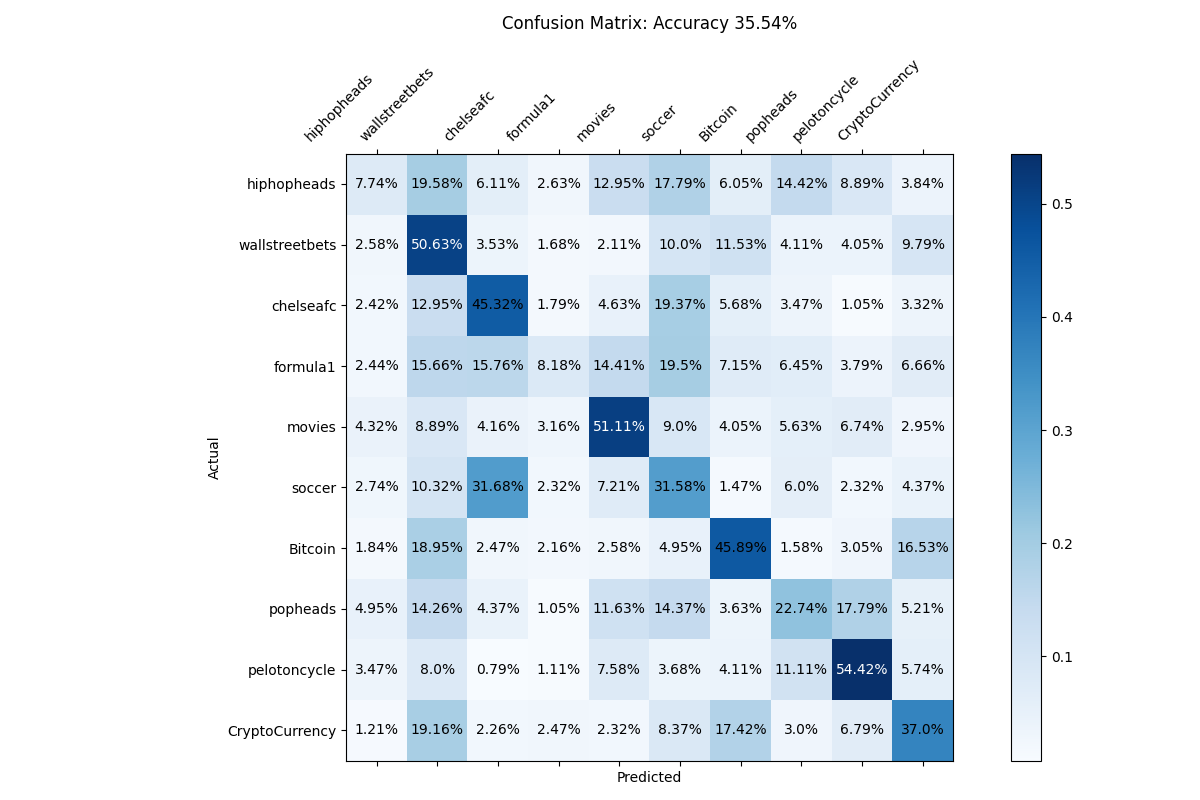 Confusion Matrix: Accuracy 35.54%
hiphopheads wallstreetbets chelseafc formula1 movies soccer Bitcoin popheads pelotoncycle CryptoCurrency
hiphopheads 7.74% 19.58% 6.11% 2.63% 12.95% 17.79% 6.05% 14.42% 8.89% 3.84%
wallstreetbets 2.58% 50.63% 3.53% 1.68% 2.11% 10.0% 11.53% 4.11% 4.05% 9.79%
chelseafc 2.42% 12.95% 45.32% 1.79% 4.63% 19.37% 5.68% 3.47% 1.05% 3.32%
formula1 2.44% 15.66% 15.76% 8.18% 14.41% 19.5% 7.15% 6.45% 3.79% 6.66%
movies 4.32% 8.89% 4.16% 3.16% 51.11% 9.0% 4.05% 5.63% 6.74% 2.95%
soccer 2.74% 10.32% 31.68% 2.32% 7.21% 31.58% 1.47% 6.0% 2.32% 4.37%
Bitcoin 1.84% 18.95% 2.47% 2.16% 2.58% 4.95% 45.89% 1.58% 3.05% 16.53%
popheads 4.95% 14.26% 4.37% 1.05% 11.63% 14.37% 3.63% 22.74% 17.79% 5.21%
pelotoncycle 3.47% 8.0% 0.79% 1.11% 7.58% 3.68% 4.11% 11.11% 54.42% 5.74%
CryptoCurrency 1.21% 19.16% 2.26% 2.47% 2.32% 8.37% 17.42% 3.0% 6.79% 37.0%
Actual
Predicted
0.5
0.4
0.3
0.2
0.1